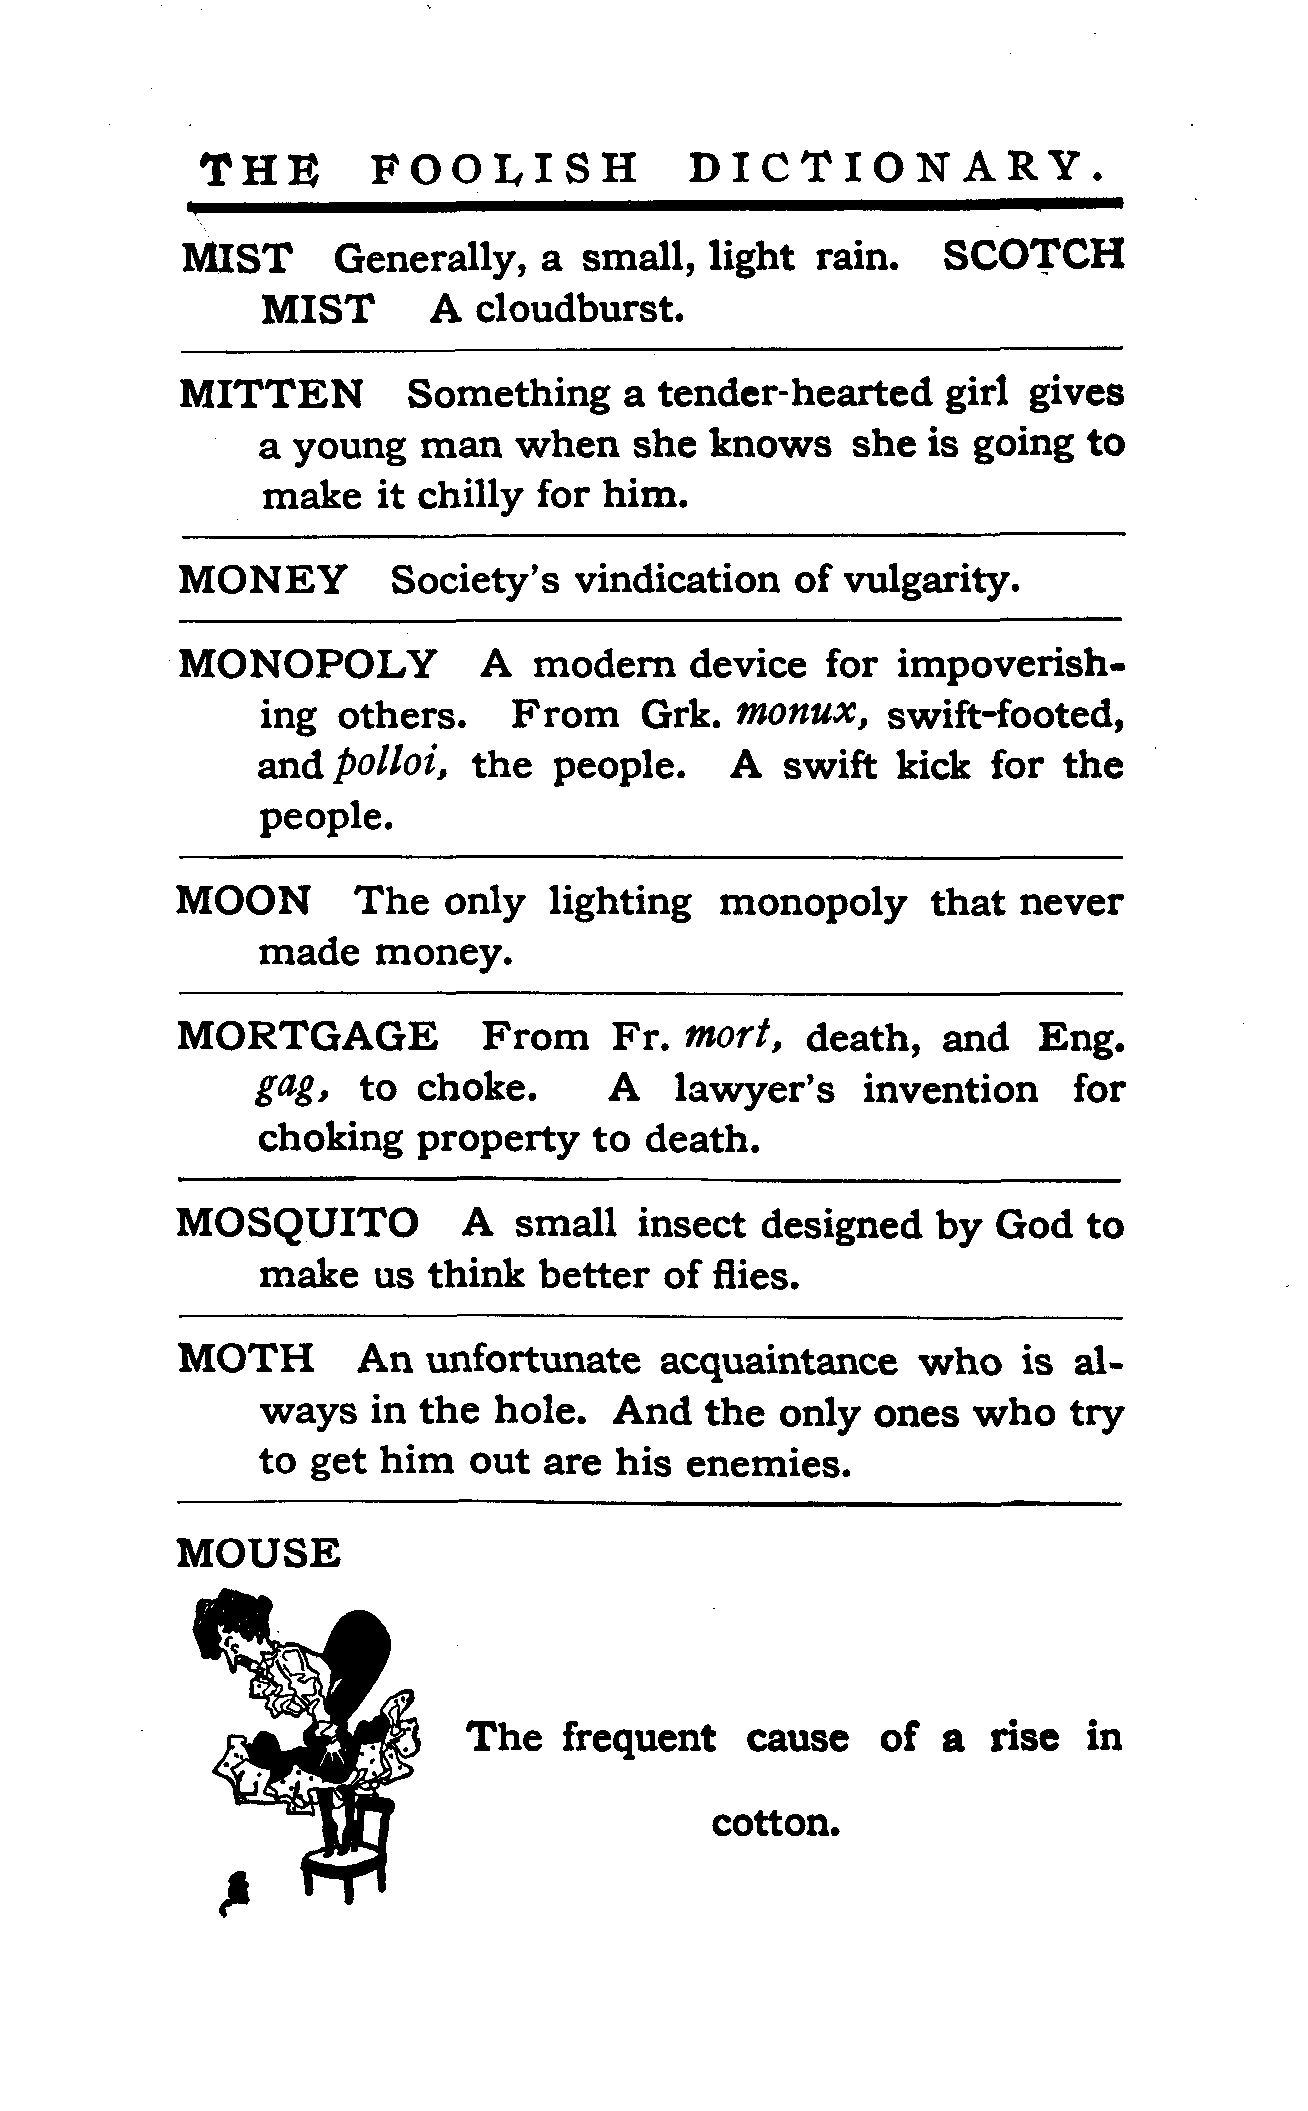 THE FOOLISH DICTIONARY.
MIST Generally, a small, light rain. SCOTCH
MIST A cloudburst.
MITTEN Something a tender-hearted girl gives
a young man when she knows she is going to
make it chilly for him.
MONEY Society's vindication of vulgarity.
MONOPOLY A modern device for impoverish-
ing others. From Grk. monux, swift-footed,
and polloi, the people. A swift kick for the
people.
MOON The only lighting monopoly that never
made money.
MORTGAGE From Fr. mort, death, and Eng.
gag, to choke. A lawyer's invention for
choking property to death.
MOSQUITO A small insect designed by God to
make us think better of flies.
MOTH An unfortunate acquaintance who is al-
ways in the hole. And the only ones who try
to get him out are his enemies.
MOUSE
The frequent cause of a rise in
cotton.